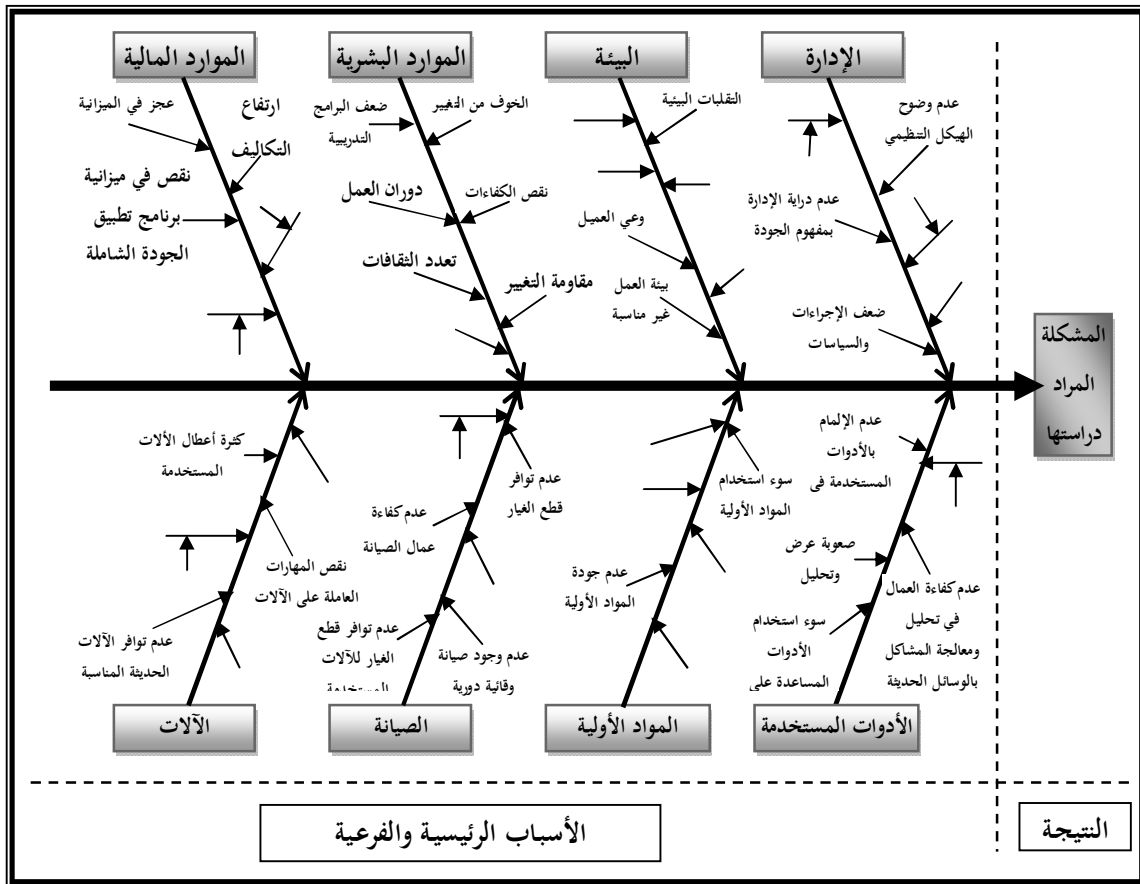 الإدارة
البيئة
الموارد البشرية
الموارد المالية
عدم وضوح
الهيكل التنظيمي
عدم دراية الإدارة
بمفهوم الجودة
ضعف الإجراءات
والسياسات
التقلبات البيئية
وعي العميل
بيئة العمل
غير مناسبة
الخوف من التغيير
ضعف البرامج
التدريبية
نقص الكفاءات
دوران العمل
تعدد الثقافات
مقاومة التغيير
ارتفاع
التكاليف
عجز في الميزانية
نقص في ميزانية
برنامج تطبيق
الجودة الشاملة
المشكلة
المراد
دراستها
عدم الإلمام
بالأدوات
المستخدمة في
صعوبة عرض
وتحليل
عدم كفاءة العمال
في تحليل
ومعالجة المشاكل
بالوسائل الحديثة
سوء استخدام
الأدوات
المساعدة على
سوء استخدام
المواد الأولية
عدم جودة
المواد الأولية
عدم توافر
قطع الغيار
عدم كفاءة
عمال الصيانة
عدم وجود صيانة
وقائية دورية
عدم توافر قطع
الغيار للآلات
المستخدمة
كثرة أعطال الألات
المستخدمة
نقص المهارات
العاملة على الآلات
عدم توافر الآلات
الحديثة المناسبة
الأدوات المستخدمة
المواد الأولية
الصيانة
الآلات
النتيجة
الأسباب الرئيسية والفرعية